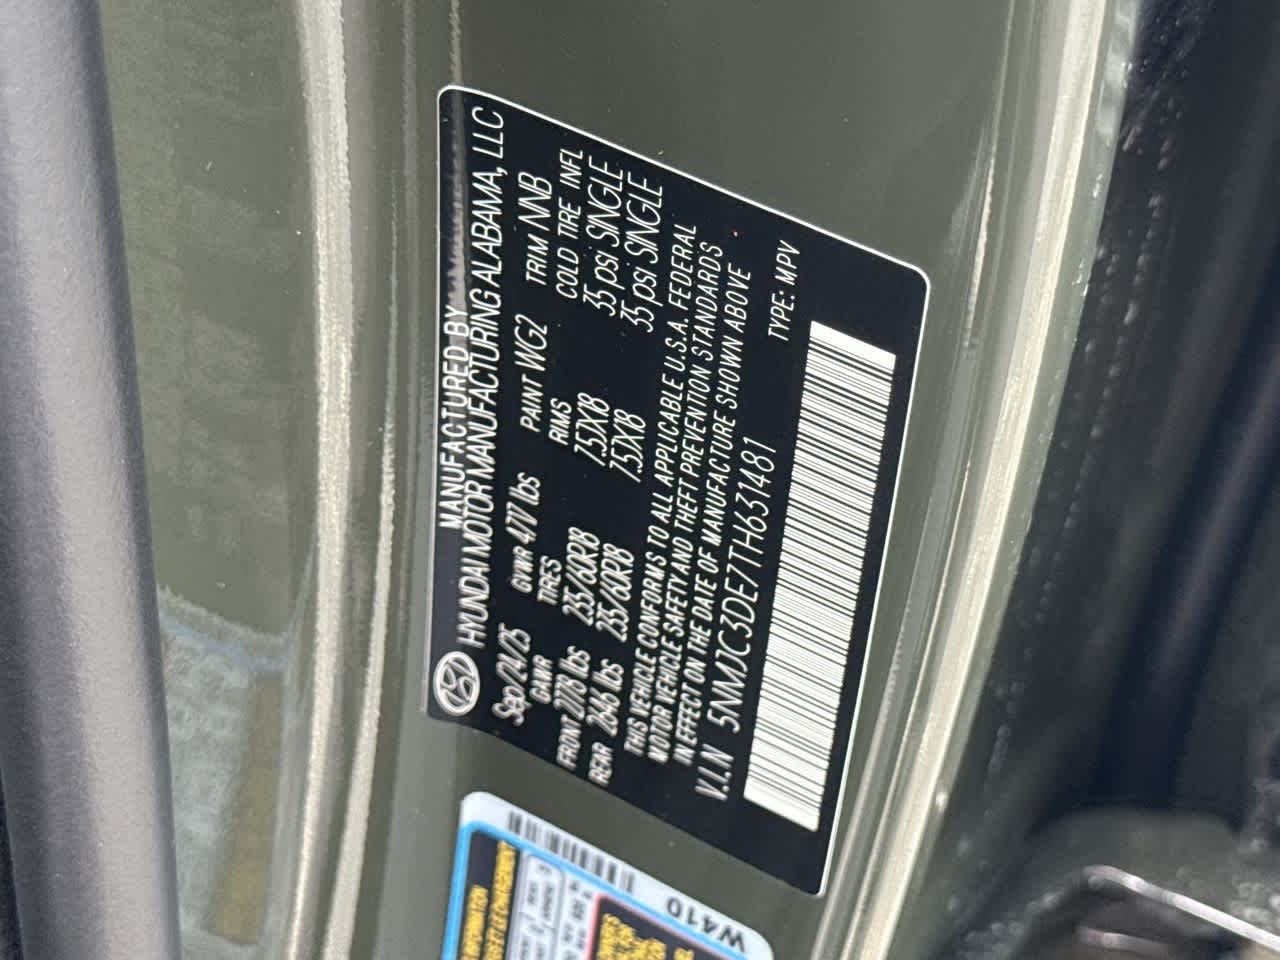 MANUFACTURED BY
HYUNDAI MOTOR MANUFACTURING ALABAMA, LLC
Sep/24/25 GVWR 4717 lbs PAINT WG2 TRIM NNB
GAWR TIRES RIMS COLD TIRE INFL
FRONT 2778 lbs 235/60R18 7.5JX18 35 psi SINGLE
REAR 2646 lbs 235/60R18 7.5JX18 35 psi SINGLE
THIS VEHICLE CONFORMS TO ALL APPLICABLE U.S.A. FEDERAL
MOTOR VEHICLE SAFETY AND THEFT PREVENTION STANDARDS
IN EFFECT ON THE DATE OF MANUFACTURE SHOWN ABOVE
V.I.N 5NMJC3DE7TH631481 TYPE: MPV
W410